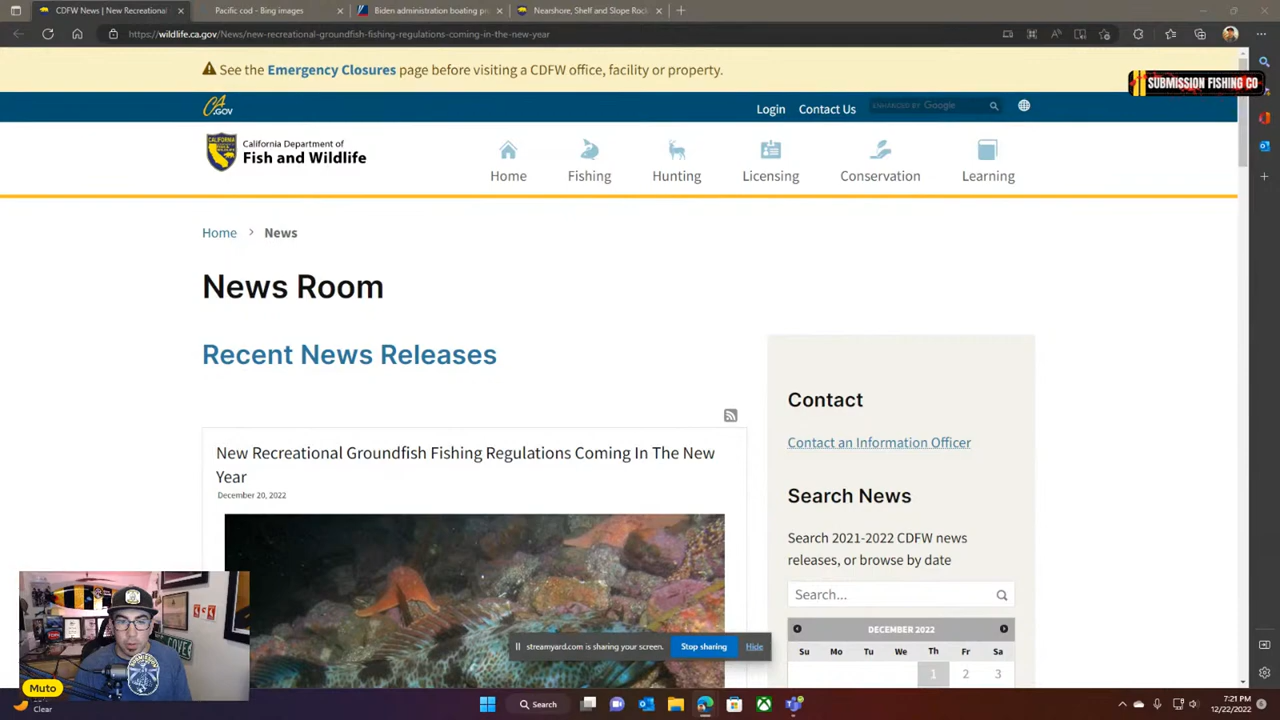 CDFW News | New Recreational
Pacific cod - Bing images
Biden administration boating pr
Nearshore, Shelf and Slope Rock
https://wildlife.ca.gov/News/new-recreational-groundfish-fishing-regulations-coming-in-the-new-year
See the Emergency Closures page before visiting a CDFW office, facility or property.
SUBMISSION FISHING CO
CA.GOV
Login
Contact Us
ENHANCED BY Google
California Department of
Fish and Wildlife
Home
Fishing
Hunting
Licensing
Conservation
Learning
Home > News
News Room
Recent News Releases
New Recreational Groundfish Fishing Regulations Coming In The New
Year
December 20, 2022
Contact
Contact an Information Officer
Search News
Search 2021-2022 CDFW news
releases, or browse by date
Search...
DECEMBER 2022
Su Mo Tu We Th Fr Sa
1 2 3
streamyard.com is sharing your screen.
Stop sharing
Hide
Muto
Clear
Search
7:21 PM
12/22/2022